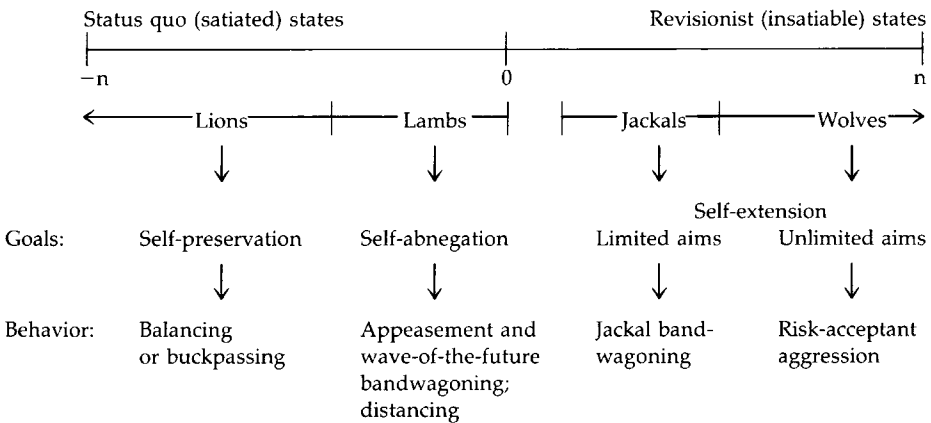 Status quo (satiated) states Revisionist (insatiable) states
−n 0 n
Lions Lambs Jackals Wolves
Self-extension
Goals: Self-preservation Self-abnegation Limited aims Unlimited aims
Behavior: Balancing Appeasement and Jackal band- Risk-acceptant
or buckpassing wave-of-the-future wagoning aggression
bandwagoning;
distancing